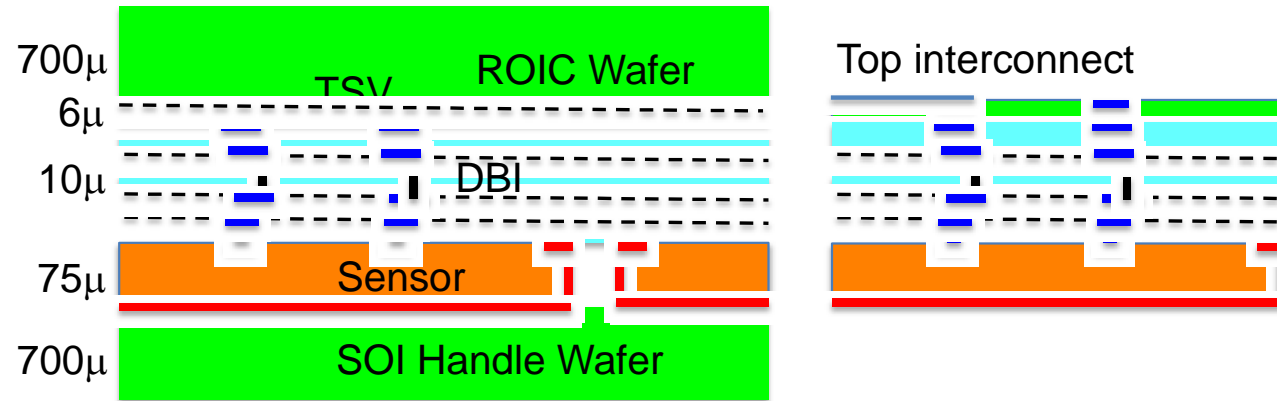 700μ
ROIC Wafer
TSV
6μ
10μ
DBI
75μ
Sensor
700μ
SOI Handle Wafer
Top interconnect